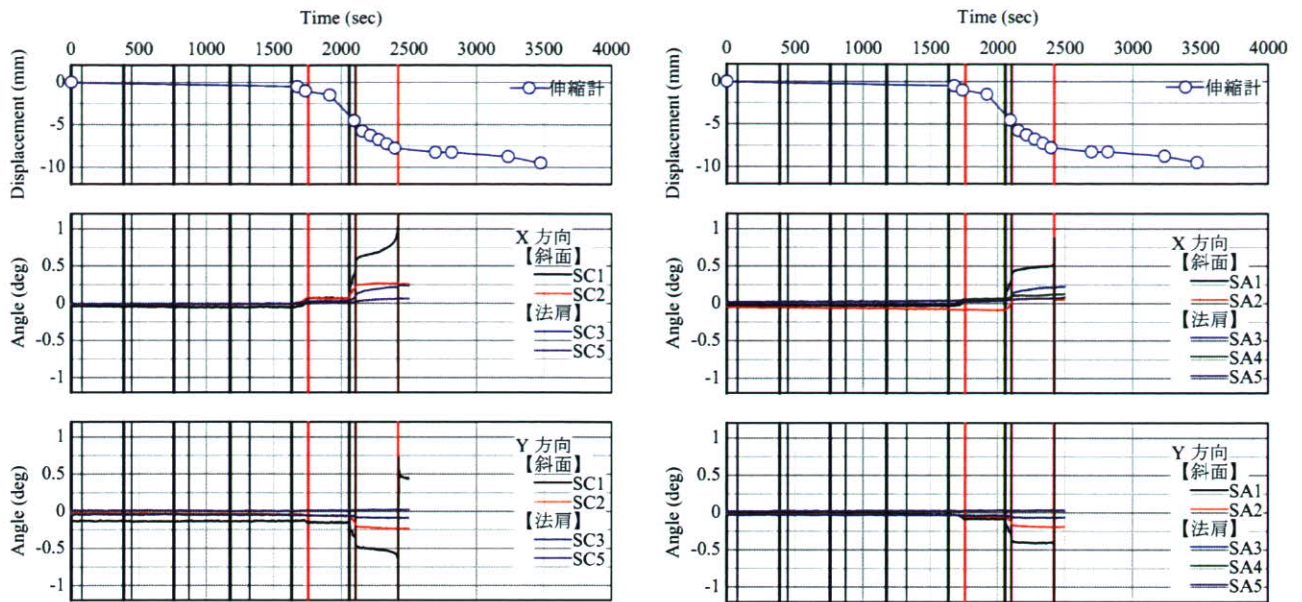 Time (sec)
0 500 1000 1500 2000 2500 3000 3500 4000
Displacement (mm)
0
-5
-10
伸縮計
Angle (deg)
1
0.5
0
-0.5
-1
X 方向
【斜面】
SC1
SC2
【法肩】
SC3
SC5
Angle (deg)
1
0.5
0
-0.5
-1
Y 方向
【斜面】
SC1
SC2
【法肩】
SC3
SC5
Time (sec)
0 500 1000 1500 2000 2500 3000 3500 4000
Displacement (mm)
0
-5
-10
伸縮計
Angle (deg)
1
0.5
0
-0.5
-1
X 方向
【斜面】
SA1
SA2
【法肩】
SA3
SA4
SA5
Angle (deg)
1
0.5
0
-0.5
-1
Y 方向
【斜面】
SA1
SA2
【法肩】
SA3
SA4
SA5